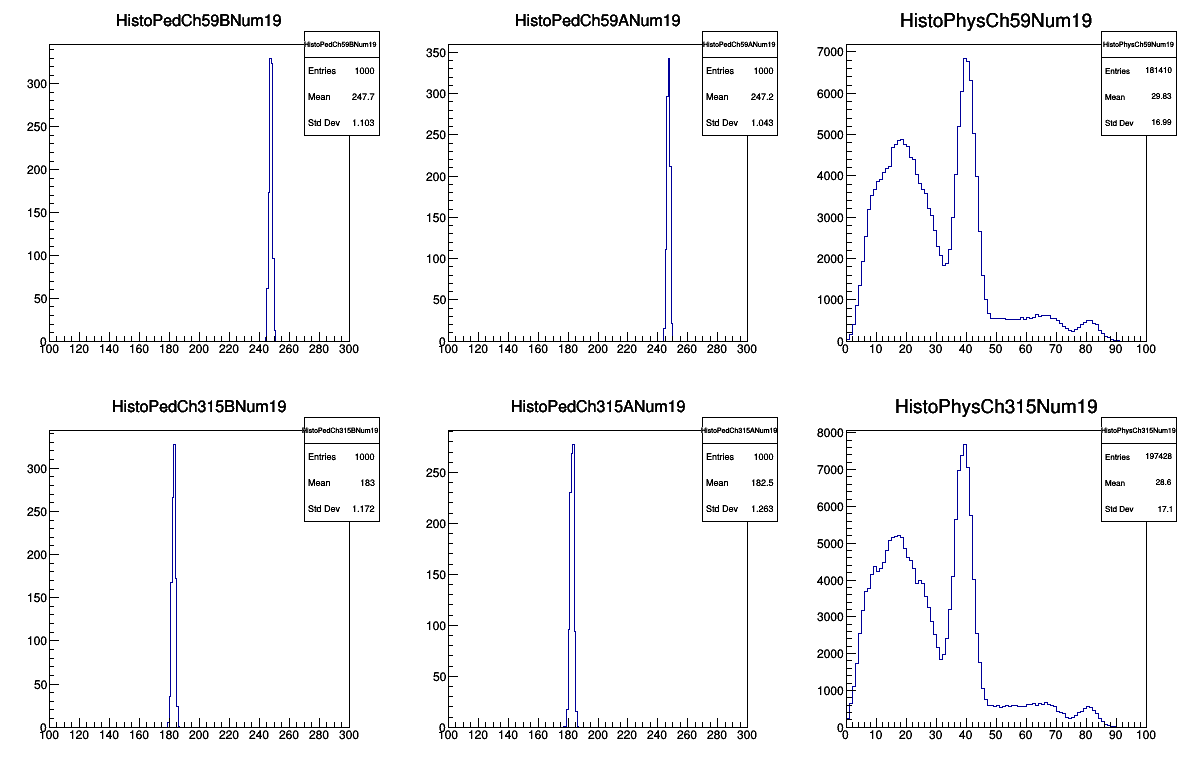 HistoPedCh59BNum19
HistoPedCh59BNum19
Entries 1000
Mean 247.7
Std Dev 1.103
300
250
200
150
100
50
0
100 120 140 160 180 200 220 240 260 280 300
HistoPedCh59ANum19
HistoPedCh59ANum19
Entries 1000
Mean 247.2
Std Dev 1.043
350
300
250
200
150
100
50
0
100 120 140 160 180 200 220 240 260 280 300
HistoPhysCh59Num19
HistoPhysCh59Num19
Entries 181410
Mean 29.83
Std Dev 16.99
7000
6000
5000
4000
3000
2000
1000
0
0 10 20 30 40 50 60 70 80 90 100
HistoPedCh315BNum19
HistoPedCh315BNum19
Entries 1000
Mean 183
Std Dev 1.172
300
250
200
150
100
50
0
100 120 140 160 180 200 220 240 260 280 300
HistoPedCh315ANum19
HistoPedCh315ANum19
Entries 1000
Mean 182.5
Std Dev 1.263
250
200
150
100
50
0
100 120 140 160 180 200 220 240 260 280 300
HistoPhysCh315Num19
HistoPhysCh315Num19
Entries 197428
Mean 28.6
Std Dev 17.1
8000
7000
6000
5000
4000
3000
2000
1000
0
0 10 20 30 40 50 60 70 80 90 100